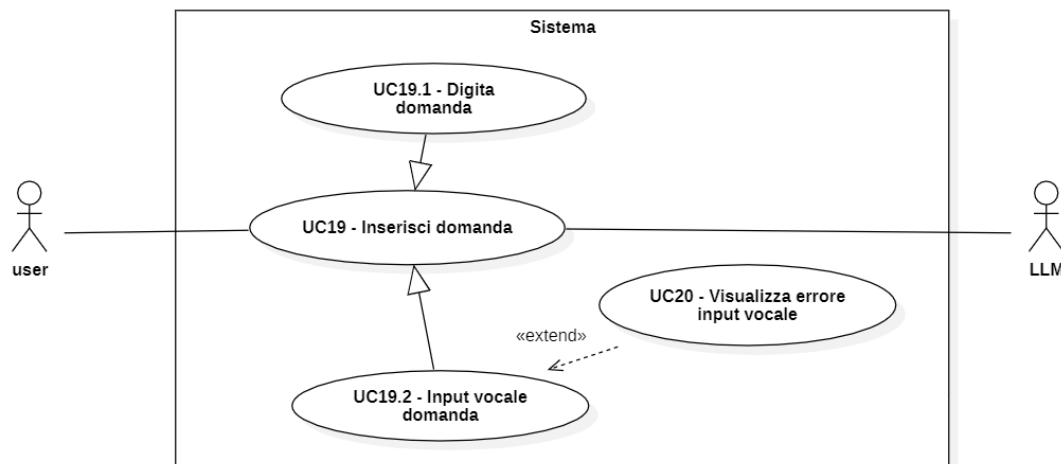 Sistema
UC19.1 - Digita
domanda
UC19 - Inserisci domanda
user
LLM
UC20 - Visualizza errore
input vocale
«extend»
UC19.2 - Input vocale
domanda